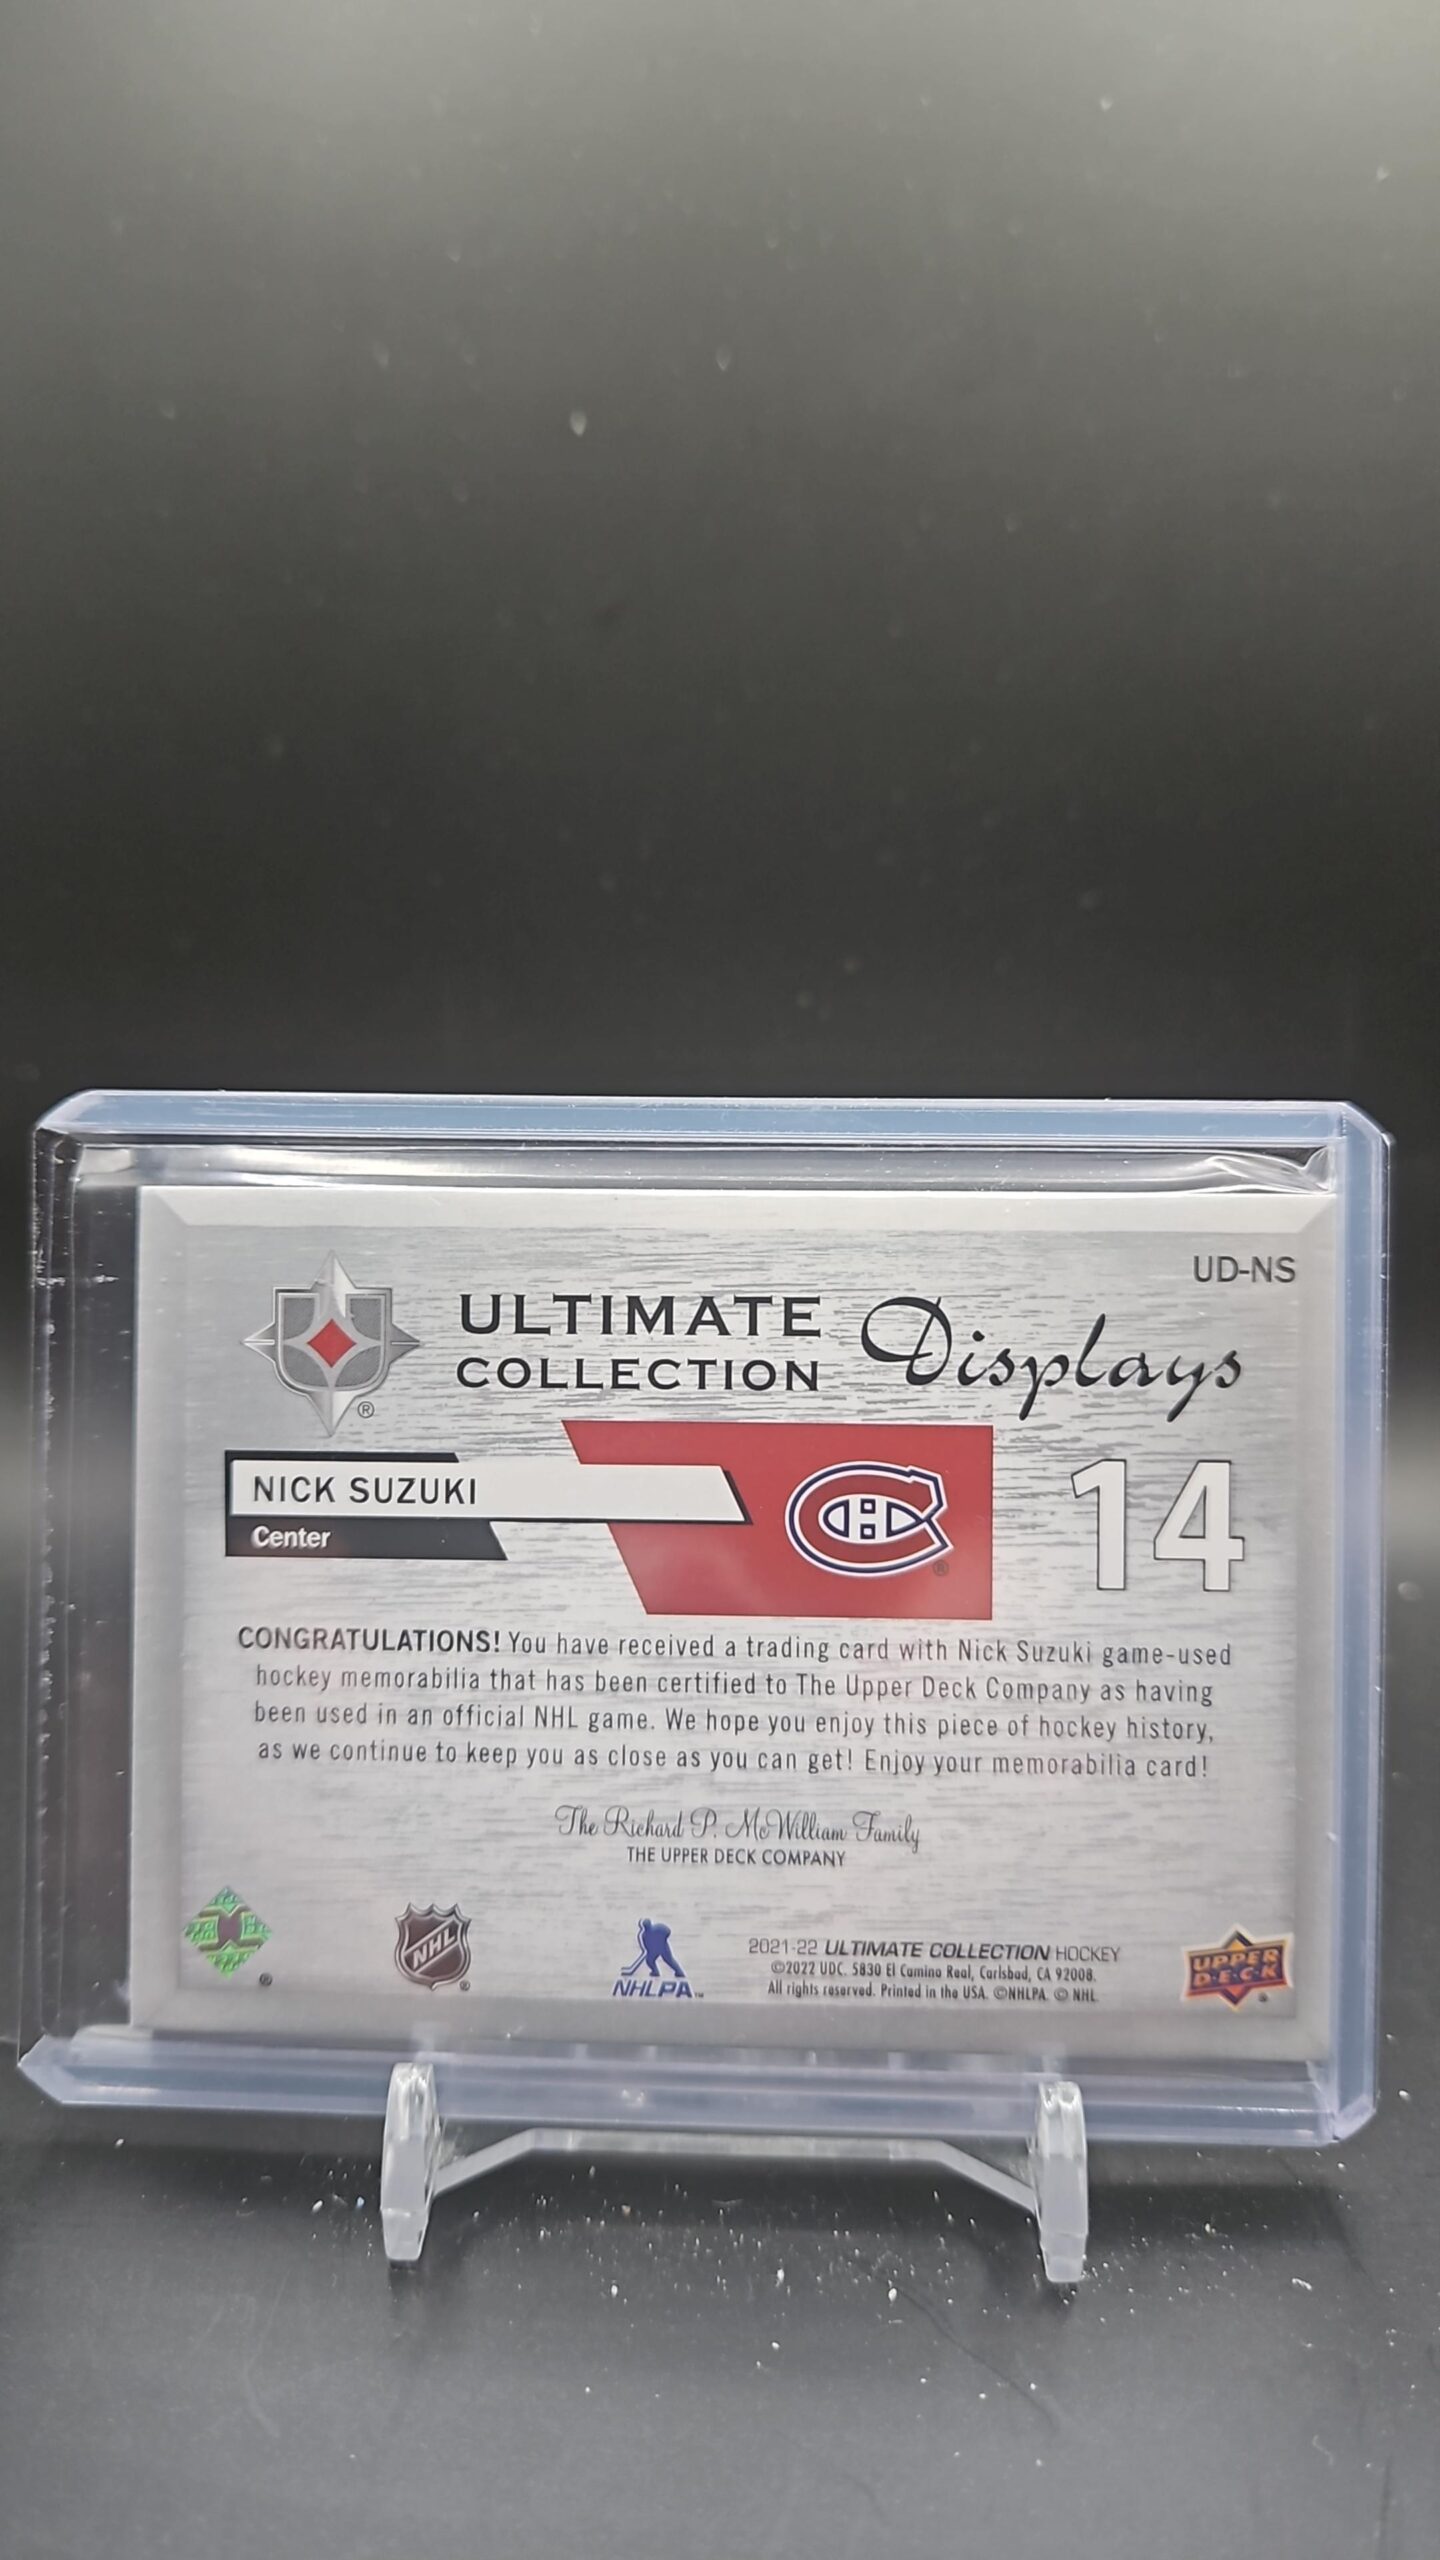 UD-NS
ULTIMATE COLLECTION Displays
NICK SUZUKI
Center
14
CONGRATULATIONS! You have received a trading card with Nick Suzuki game-used
hockey memorabilia that has been certified to The Upper Deck Company as having
been used in an official NHL game. We hope you enjoy this piece of hockey history,
as we continue to keep you as close as you can get! Enjoy your memorabilia card!
The Richard P. McWilliam Family
THE UPPER DECK COMPANY
NHL
NHLPA™
2021-22 ULTIMATE COLLECTION HOCKEY
©2022 UDC. 5830 El Camino Real, Carlsbad, CA 92008.
All rights reserved. Printed in the USA. ©NHLPA. © NHL.
UPPER
D·E·C·K